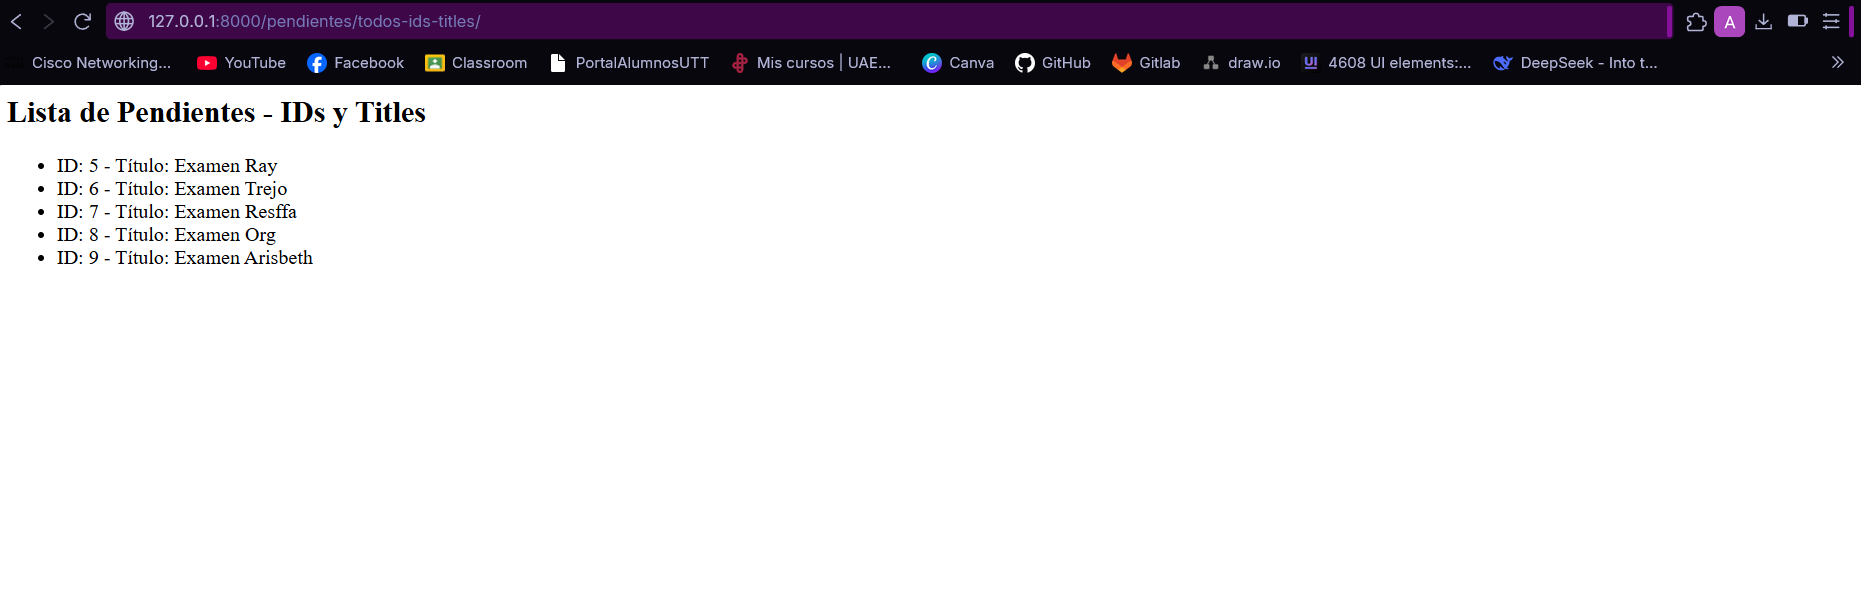 127.0.0.1:8000/pendientes/todos-ids-titles/
A
Cisco Networking... YouTube Facebook Classroom PortalAlumnosUTT Mis cursos | UAE... Canva GitHub Gitlab draw.io UI 4608 UI elements:... DeepSeek - Into t...
Lista de Pendientes - IDs y Titles
• ID: 5 - Título: Examen Ray
• ID: 6 - Título: Examen Trejo
• ID: 7 - Título: Examen Resffa
• ID: 8 - Título: Examen Org
• ID: 9 - Título: Examen Arisbeth